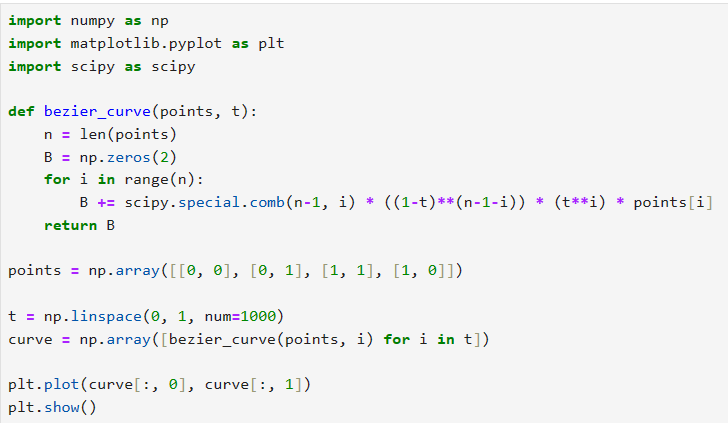 import numpy as np
import matplotlib.pyplot as plt
import scipy as scipy

def bezier_curve(points, t):
    n = len(points)
    B = np.zeros(2)
    for i in range(n):
        B += scipy.special.comb(n-1, i) * ((1-t)**(n-1-i)) * (t**i) * points[i]
    return B

points = np.array([[0, 0], [0, 1], [1, 1], [1, 0]])

t = np.linspace(0, 1, num=1000)
curve = np.array([bezier_curve(points, i) for i in t])

plt.plot(curve[:, 0], curve[:, 1])
plt.show()